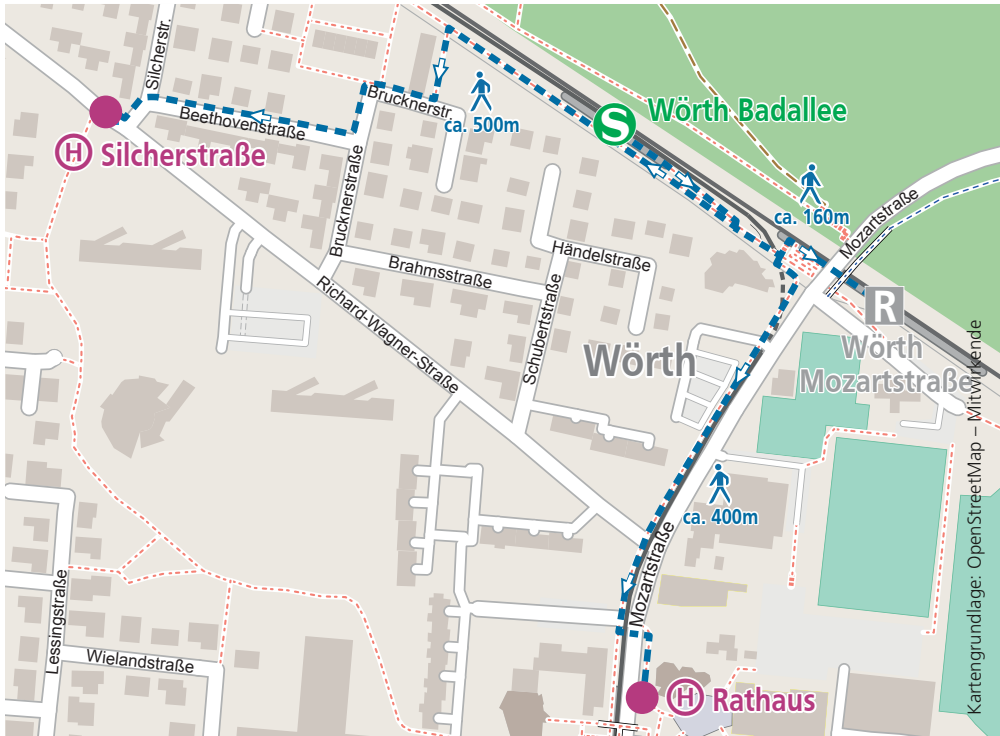 Silcherstr.
Brucknerstr.
ca. 500m
S
Wörth Badallee
Beethovenstraße
H Silcherstraße
Brucknerstraße
ca. 160m
Mozartstraße
Händelstraße
Brahmsstraße
Schubertstraße
Richard-Wagner-Straße
R
Wörth
Mozartstraße
Wörth
ca. 400m
Mozartstraße
Mozartstraße
Lessingstraße
Wielandstraße
H Rathaus
Kartengrundlage: OpenStreetMap – Mitwirkende